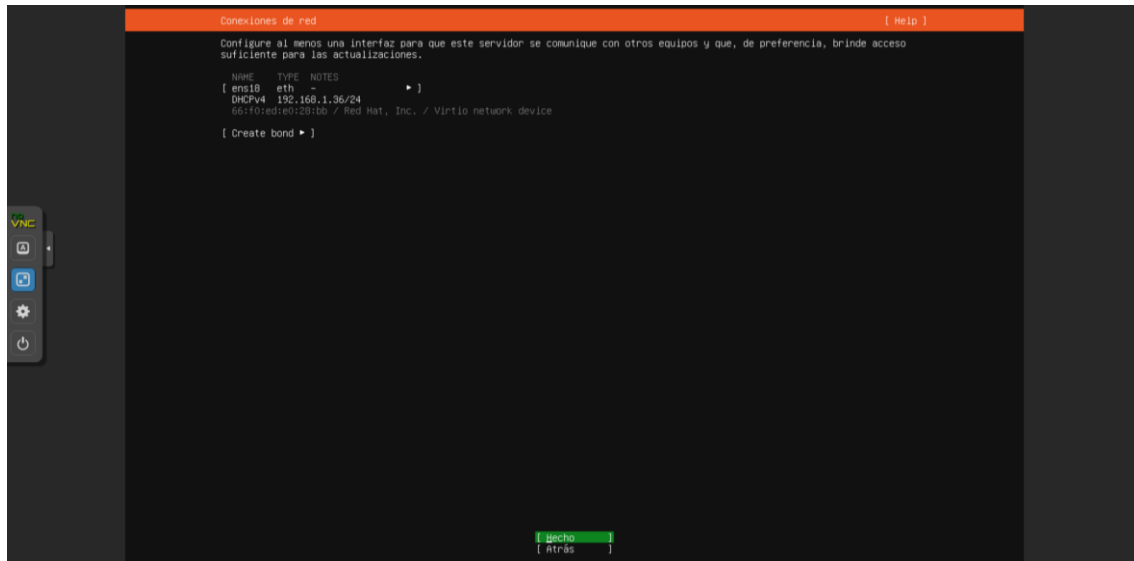 Conexiones de red [ Help ]
Configure al menos una interfaz para que este servidor se comunique con otros equipos y que, de preferencia, brinde acceso
suficiente para las actualizaciones.
NAME TYPE NOTES
[ ens18 eth - ▸ ]
DHCPv4 192.168.1.36/24
66:f0:ed:e0:28:bb / Red Hat, Inc. / Virtio network device
[ Create bond ▸ ]
no
VNC
A
[ Hecho ]
[ Atrás ]